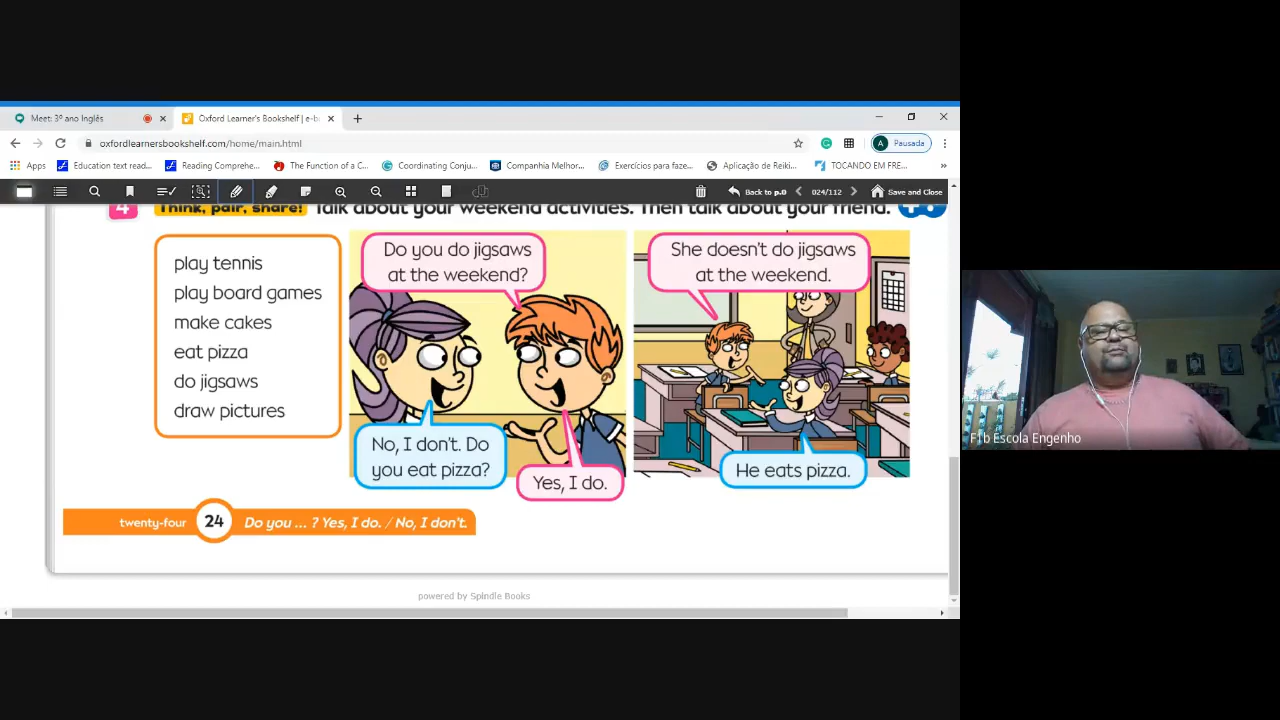 Meet: 3º ano Inglês
Oxford Learner's Bookshelf | e-b
oxfordlearnersbookshelf.com/home/main.html
A Pausada
Apps Education text read... Reading Comprehe... The Function of a C... Coordinating Conju... Companhia Melhor... Exercícios para faze... Aplicação de Reiki... TOCANDO EM FRE...
Back to p.0 024/112 Save and Close
4 Think, pair, share! Talk about your weekend activities. Then talk about your friend.
play tennis
play board games
make cakes
eat pizza
do jigsaws
draw pictures
Do you do jigsaws
at the weekend?
No, I don't. Do
you eat pizza?
Yes, I do.
She doesn't do jigsaws
at the weekend.
He eats pizza.
twenty-four 24 Do you ... ? Yes, I do. / No, I don't.
powered by Spindle Books
Escola Engenho